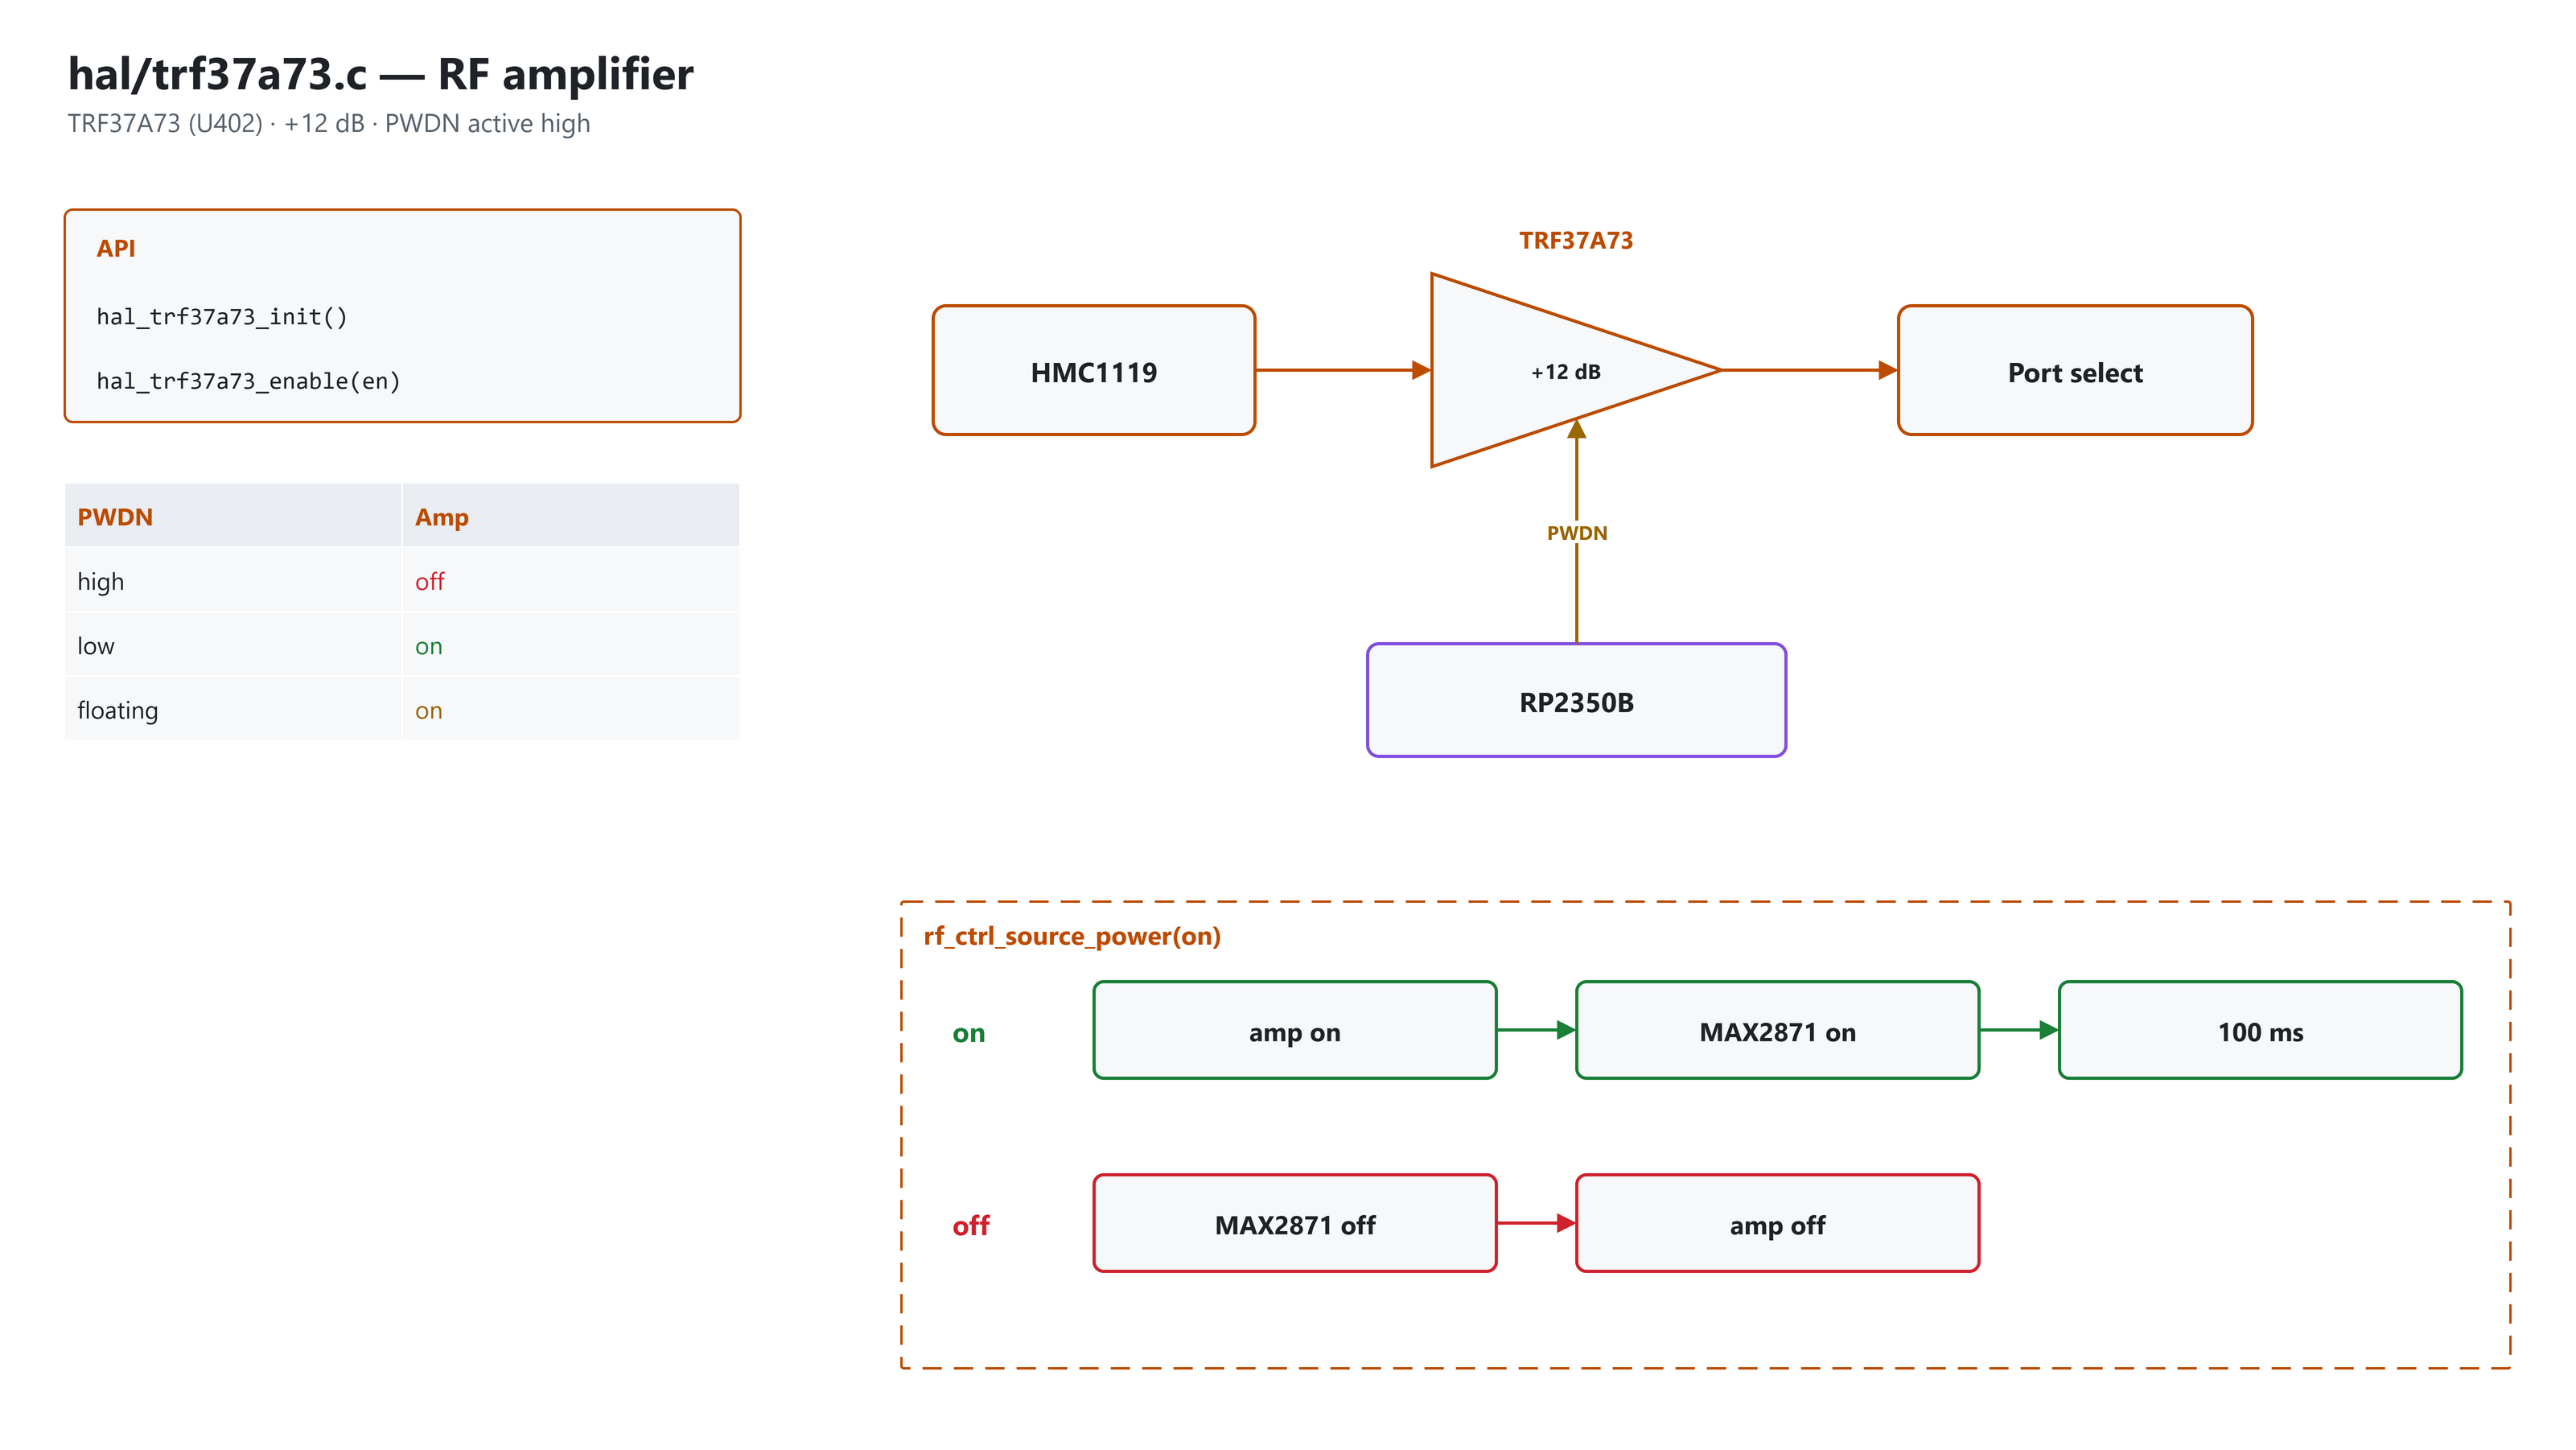 hal/trf37a73.c — RF amplifier
TRF37A73 (U402) · +12 dB · PWDN active high
API
hal_trf37a73_init()
hal_trf37a73_enable(en)
PWDN Amp
high off
low on
floating on
TRF37A73
HMC1119
+12 dB
Port select
PWDN
RP2350B
rf_ctrl_source_power(on)
on amp on MAX2871 on 100 ms
off MAX2871 off amp off